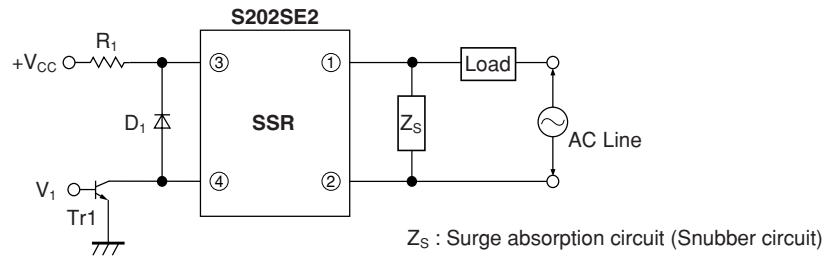 S202SE2
R1
+VCC
③
①
Load
D1
SSR
ZS
AC Line
V1
④
②
Tr1
ZS : Surge absorption circuit (Snubber circuit)